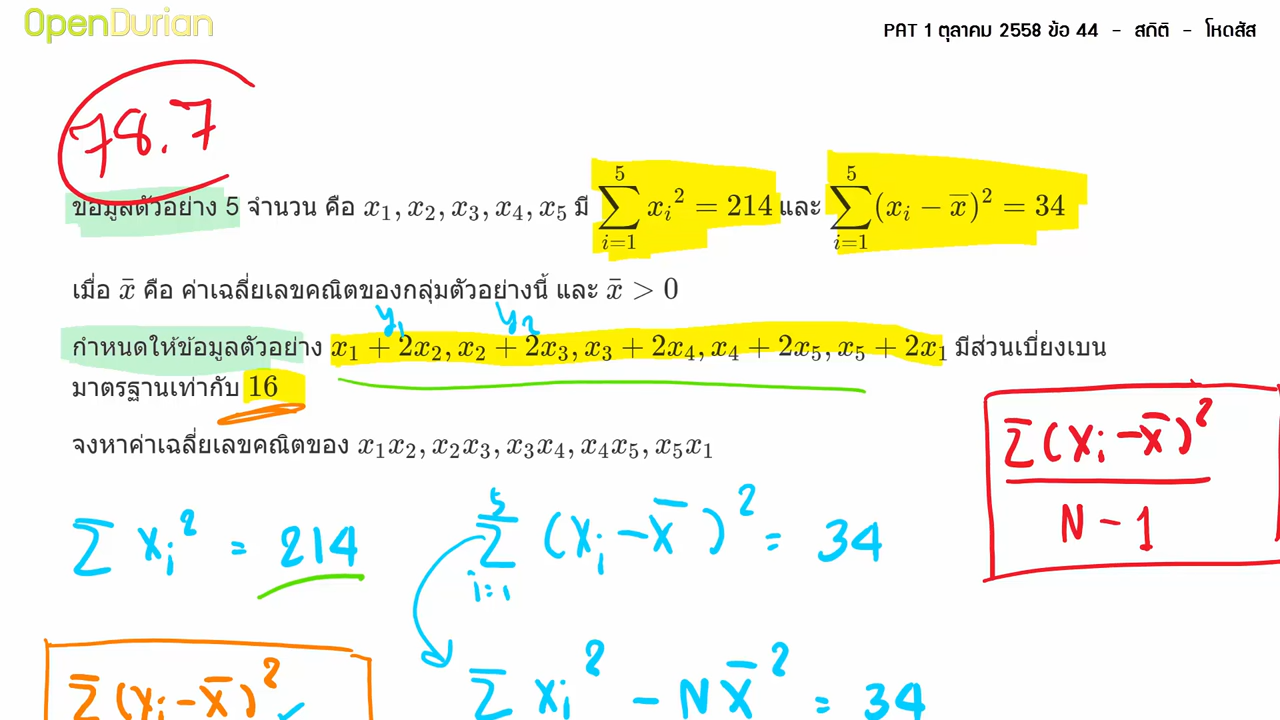 OpenDurian
PAT 1 ตุลาคม 2558 ข้อ 44 - สถิติ - โหดสัส
78.7
ข้อมูลตัวอย่าง 5 จำนวน คือ x₁, x₂, x₃, x₄, x₅ มี ∑_{i=1}^{5} xᵢ² = 214 และ ∑_{i=1}^{5} (xᵢ − x̄)² = 34
เมื่อ x̄ คือ ค่าเฉลี่ยเลขคณิตของกลุ่มตัวอย่างนี้ และ x̄ > 0
y₁ y₂
กำหนดให้ข้อมูลตัวอย่าง x₁ + 2x₂, x₂ + 2x₃, x₃ + 2x₄, x₄ + 2x₅, x₅ + 2x₁ มีส่วนเบี่ยงเบน
มาตรฐานเท่ากับ 16
จงหาค่าเฉลี่ยเลขคณิตของ x₁x₂, x₂x₃, x₃x₄, x₄x₅, x₅x₁
Σ(xᵢ − x̄)²
N − 1
Σ xᵢ² = 214
∑_{i=1}^{5} (xᵢ − x̄)² = 34
Σ(xᵢ − x̄)²
Σ xᵢ² − Nx̄² = 34